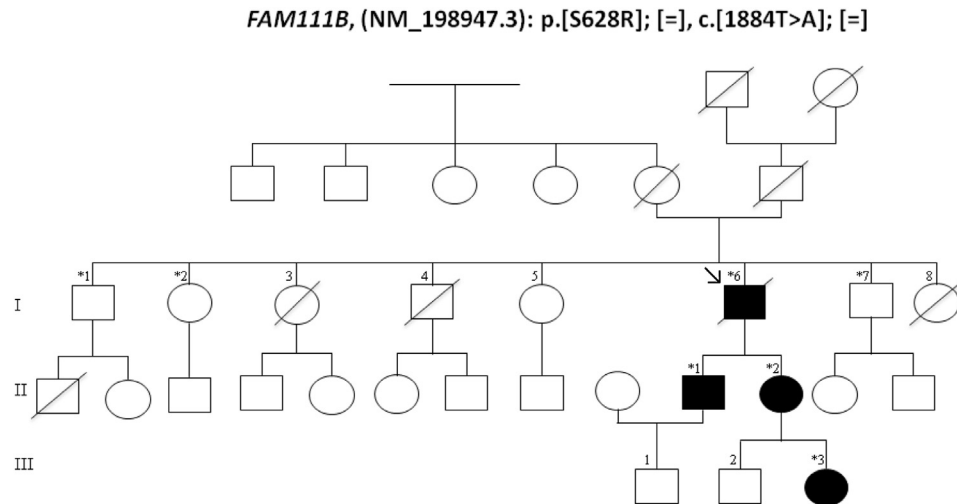 FAM111B, (NM_198947.3): p.[S628R]; [=], c.[1884T>A]; [=]
*1 *2 3 4 5 *6 *7 8
I
*1 *2
II
1 2 *3
III